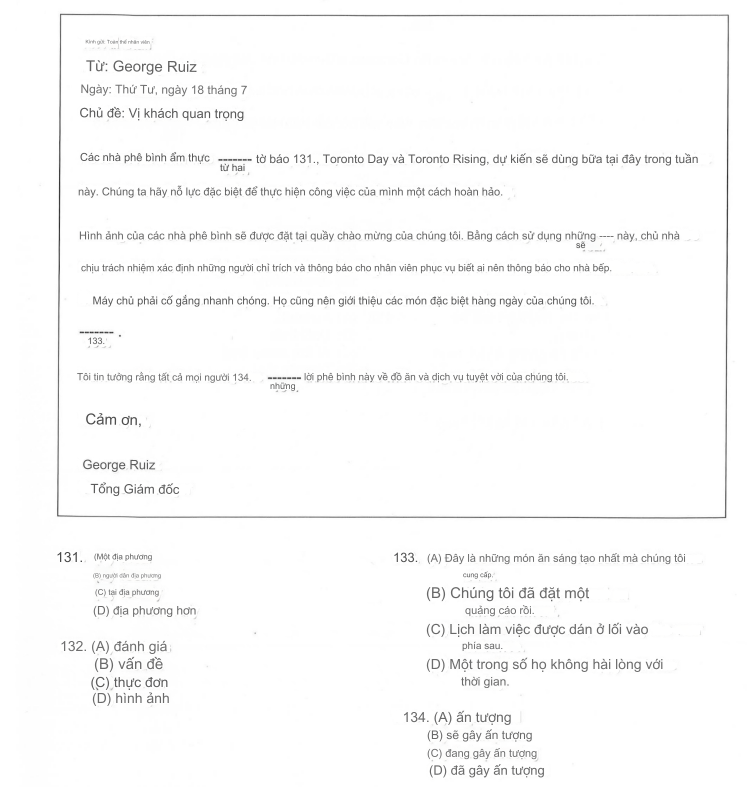 Kính gửi: Toàn thể nhân viên
Từ: George Ruiz
Ngày: Thứ Tư, ngày 18 tháng 7
Chủ đề: Vị khách quan trọng
Các nhà phê bình ẩm thực ------- tờ báo 131., Toronto Day và Toronto Rising, dự kiến sẽ dùng bữa tại đây trong tuần
từ hai
này. Chúng ta hãy nỗ lực đặc biệt để thực hiện công việc của mình một cách hoàn hảo.
Hình ảnh của các nhà phê bình sẽ được đặt tại quầy chào mừng của chúng tôi. Bằng cách sử dụng những ---- này, chủ nhà
sẽ
chịu trách nhiệm xác định những người chỉ trích và thông báo cho nhân viên phục vụ biết ai nên thông báo cho nhà bếp.
Máy chủ phải cố gắng nhanh chóng. Họ cũng nên giới thiệu các món đặc biệt hàng ngày của chúng tôi.
------- .
133.
Tôi tin tưởng rằng tất cả mọi người 134. ------- lời phê bình này về đồ ăn và dịch vụ tuyệt vời của chúng tôi.
những
Cảm ơn,
George Ruiz
Tổng Giám đốc
131. (Một địa phương
(B) người dân địa phương
(C) tại địa phương
(D) địa phương hơn
132. (A) đánh giá
(B) vấn đề
(C) thực đơn
(D) hình ảnh
133. (A) Đây là những món ăn sáng tạo nhất mà chúng tôi
cung cấp.
(B) Chúng tôi đã đặt một
quảng cáo rồi.
(C) Lịch làm việc được dán ở lối vào
phía sau.
(D) Một trong số họ không hài lòng với
thời gian.
134. (A) ấn tượng
(B) sẽ gây ấn tượng
(C) đang gây ấn tượng
(D) đã gây ấn tượng